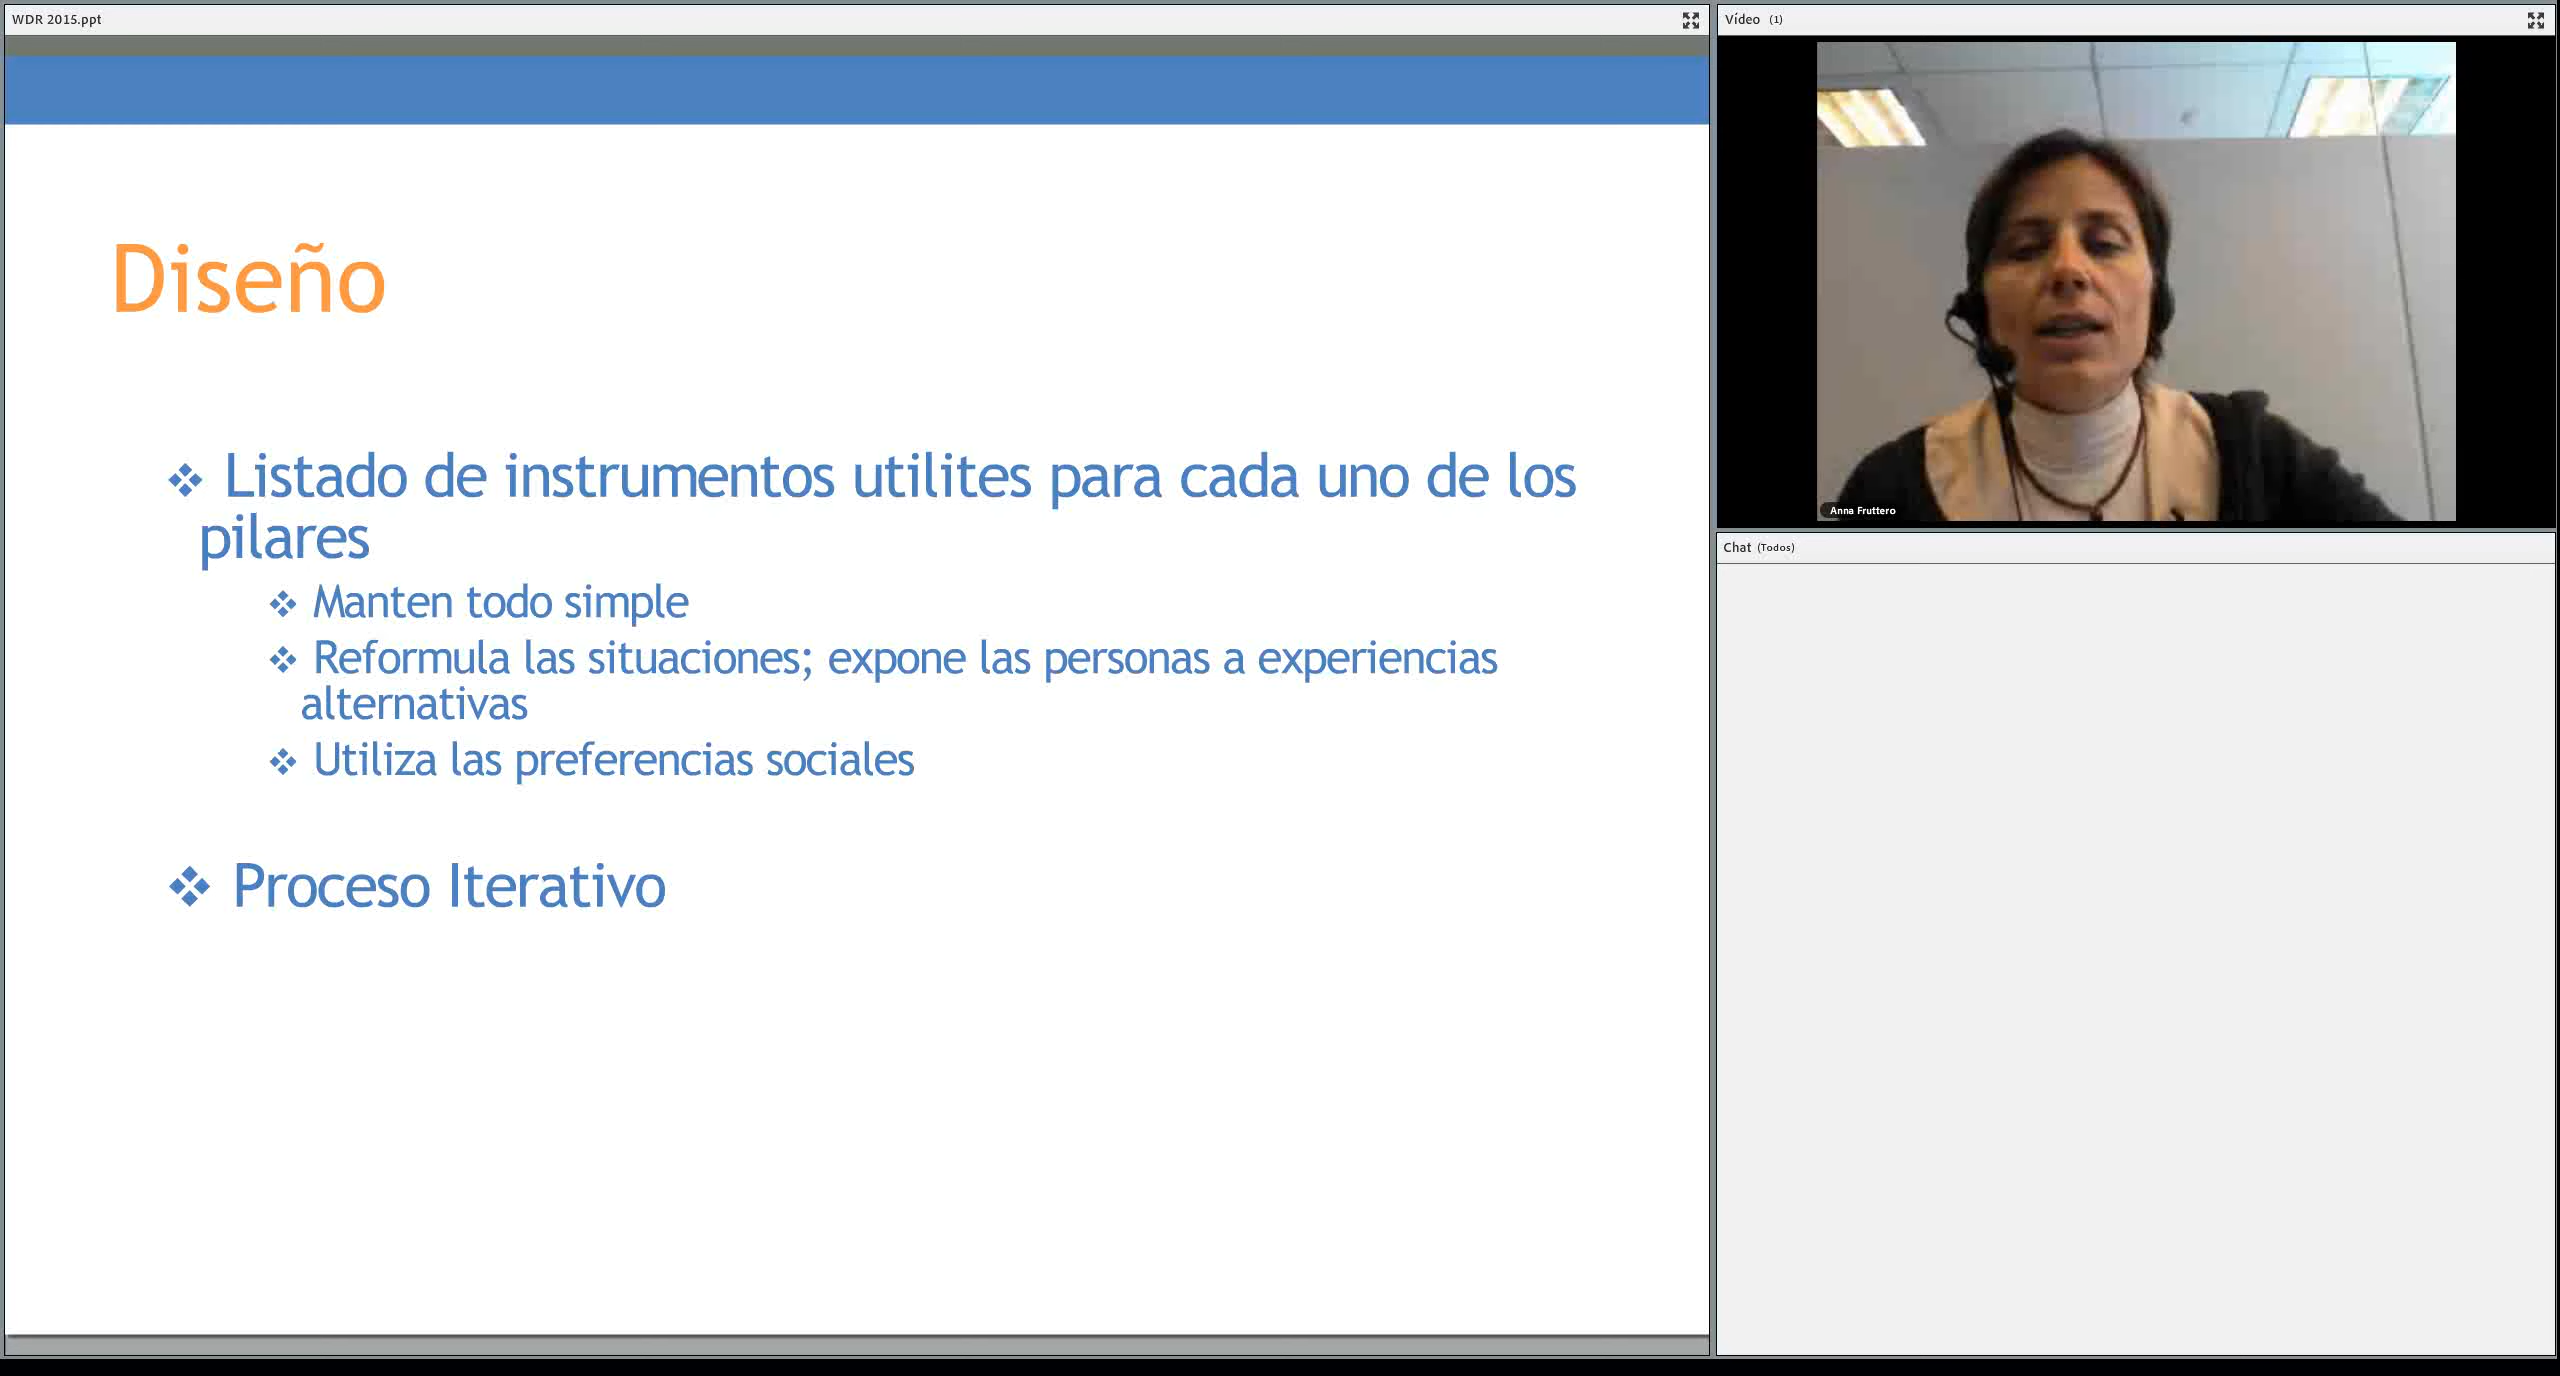 WDR 2015.ppt
Diseño
❖ Listado de instrumentos utilites para cada uno de los
pilares
❖ Manten todo simple
❖ Reformula las situaciones; expone las personas a experiencias
alternativas
❖ Utiliza las preferencias sociales
❖ Proceso Iterativo
Vídeo (1)
Anna Fruttero
Chat (Todos)